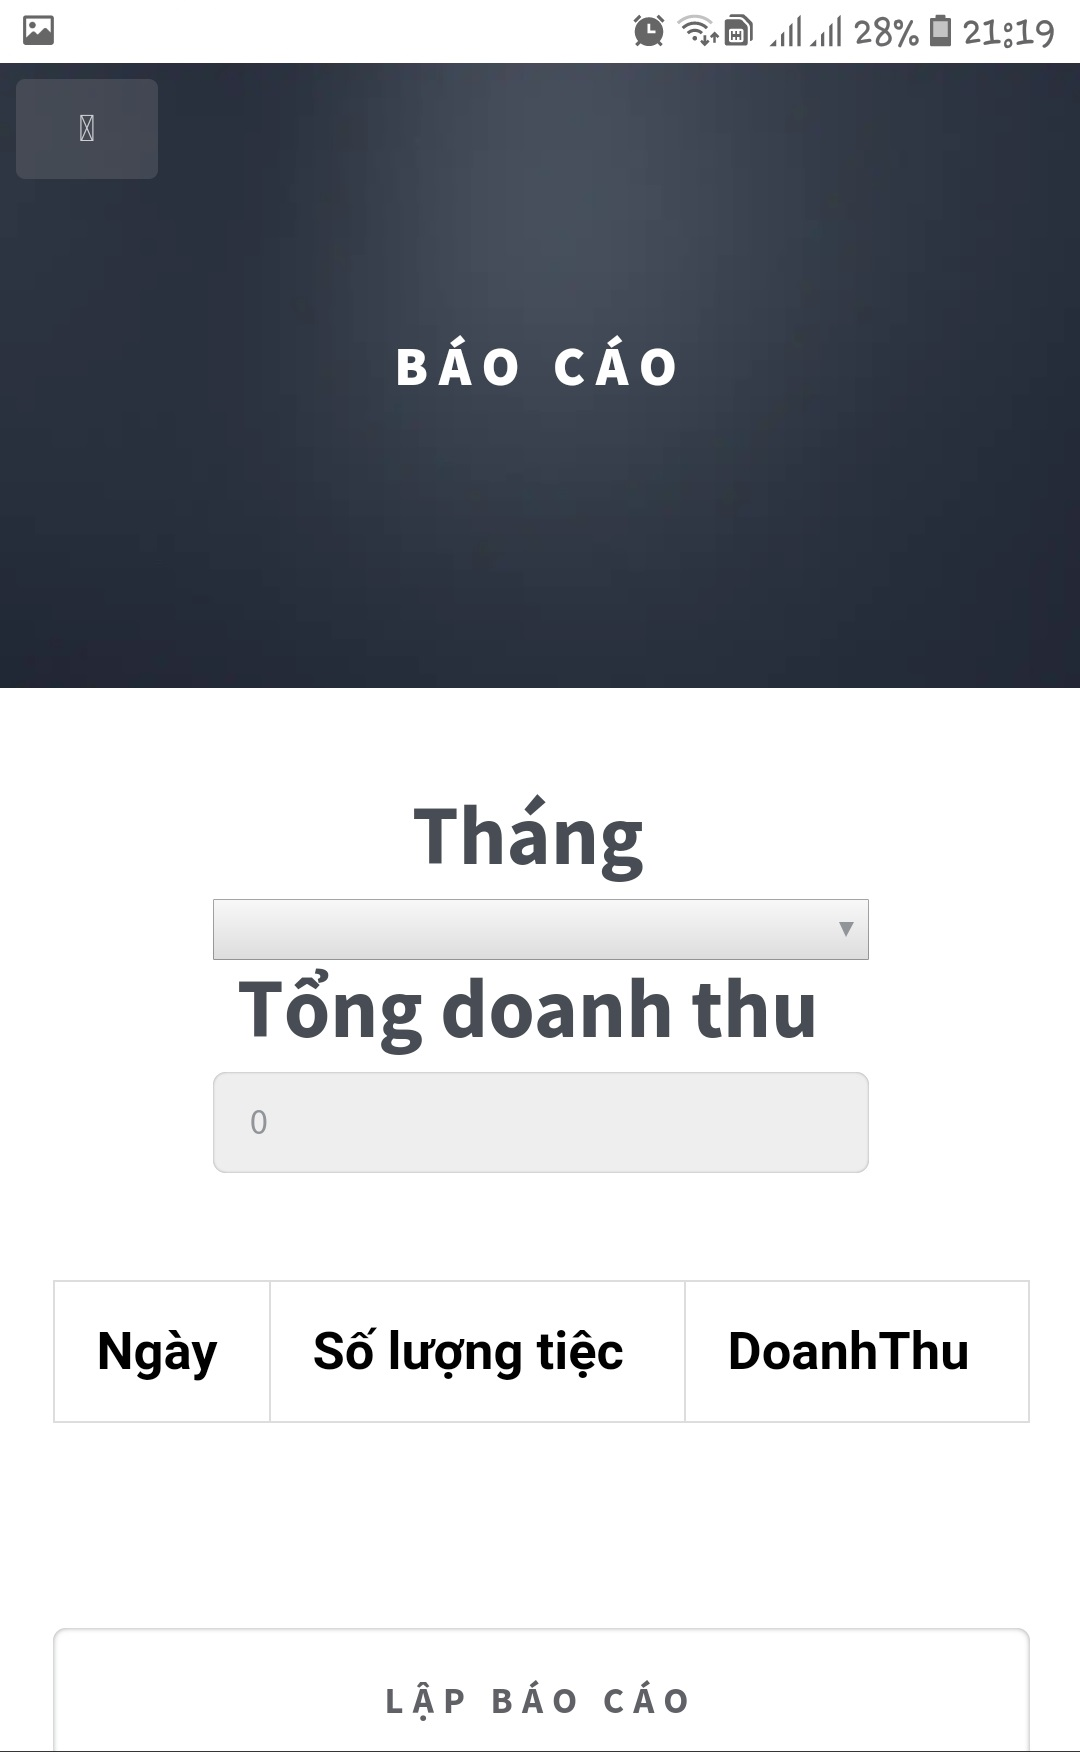 28% 21:19
BÁO CÁO
Tháng
Tổng doanh thu
0
Ngày Số lượng tiệc DoanhThu
LẬP BÁO CÁO